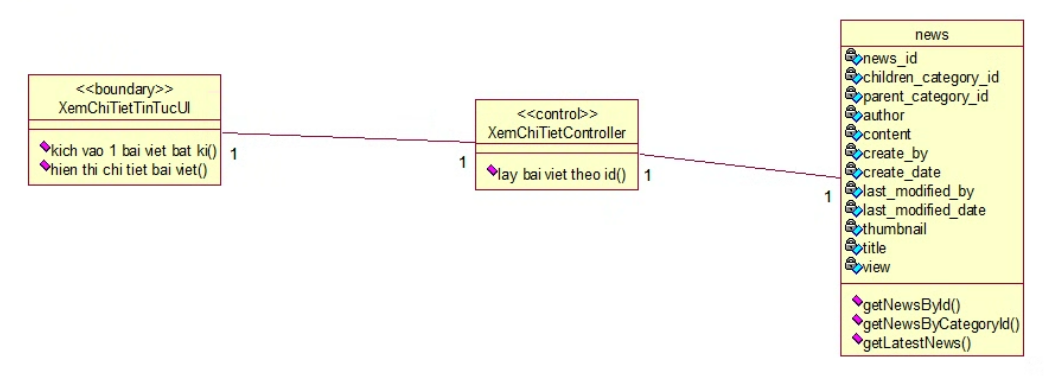 <<boundary>>
XemChiTietTinTucUI
kich vao 1 bai viet bat ki()
hien thi chi tiet bai viet()
1
1
<<control>>
XemChiTietController
lay bai viet theo id()
1
1
news
news_id
children_category_id
parent_category_id
author
content
create_by
create_date
last_modified_by
last_modified_date
thumbnail
title
view
getNewsById()
getNewsByCategoryId()
getLatestNews()